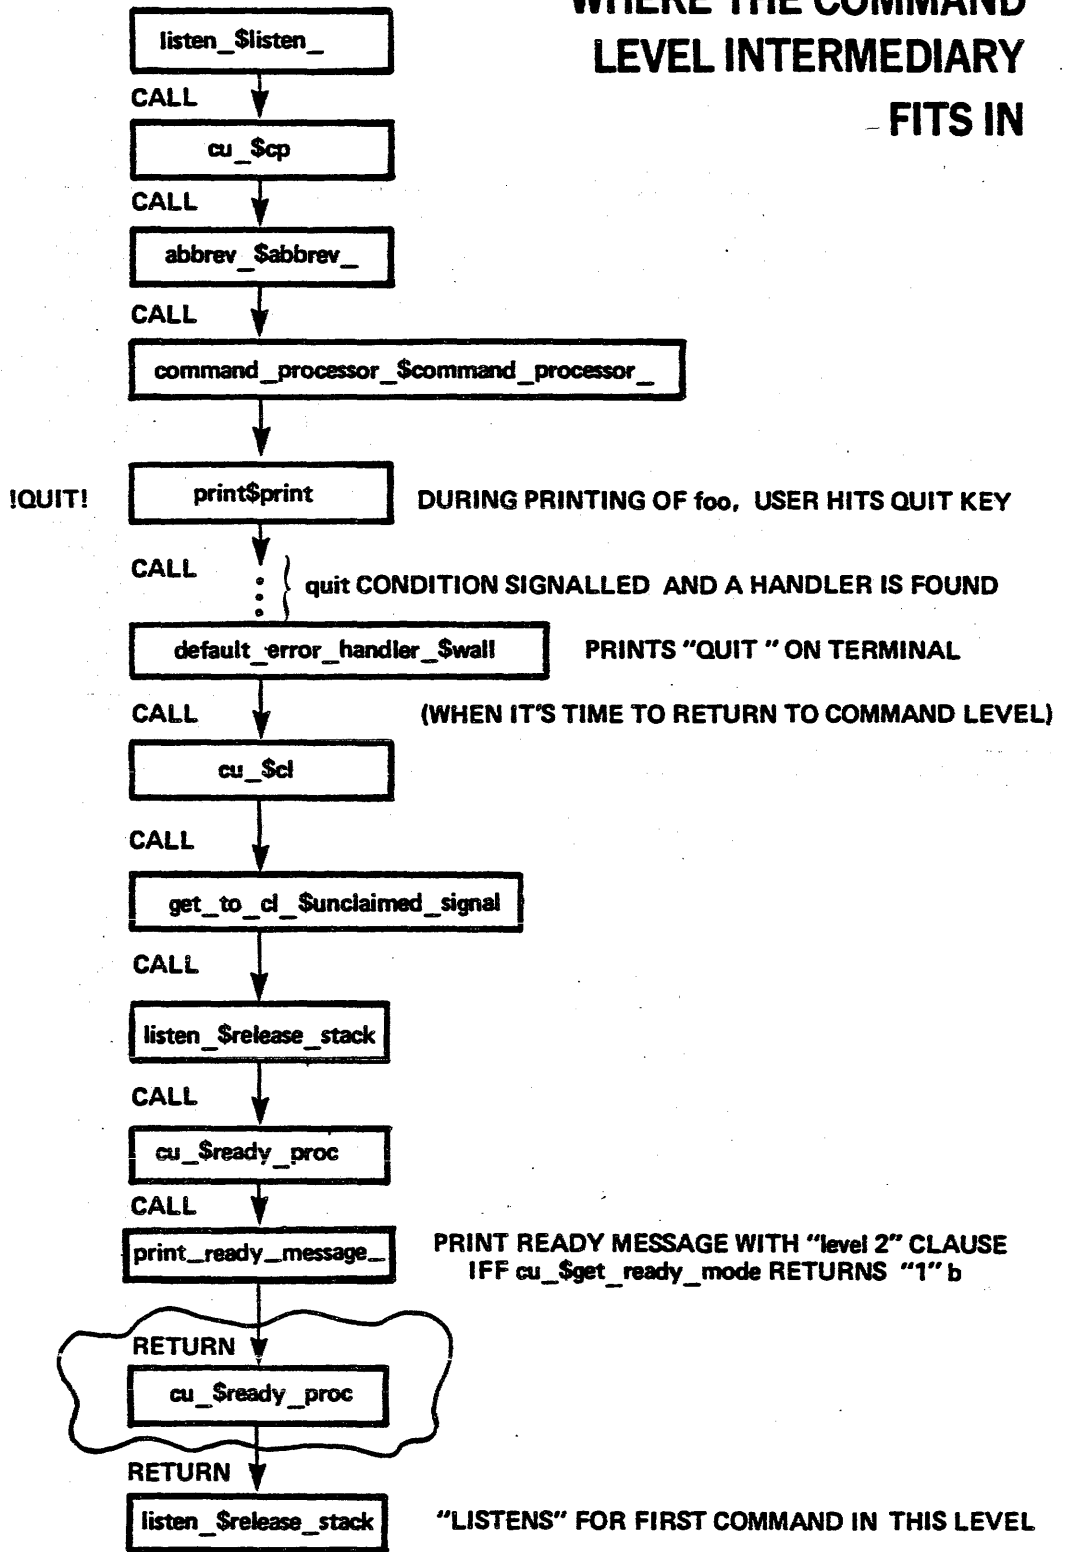 WHERE THE COMMAND
LEVEL INTERMEDIARY
FITS IN
listen_$listen_
CALL
cu_$cp
CALL
abbrev_$abbrev_
CALL
command_processor_$command_processor_
!QUIT!
print$print
DURING PRINTING OF foo, USER HITS QUIT KEY
CALL
quit CONDITION SIGNALLED AND A HANDLER IS FOUND
default_error_handler_$wall
PRINTS "QUIT " ON TERMINAL
CALL
(WHEN IT'S TIME TO RETURN TO COMMAND LEVEL)
cu_$cl
CALL
get_to_cl_$unclaimed_signal
CALL
listen_$release_stack
CALL
cu_$ready_proc
CALL
print_ready_message_
PRINT READY MESSAGE WITH "level 2" CLAUSE
IFF cu_$get_ready_mode RETURNS "1" b
RETURN
cu_$ready_proc
RETURN
listen_$release_stack
"LISTENS" FOR FIRST COMMAND IN THIS LEVEL